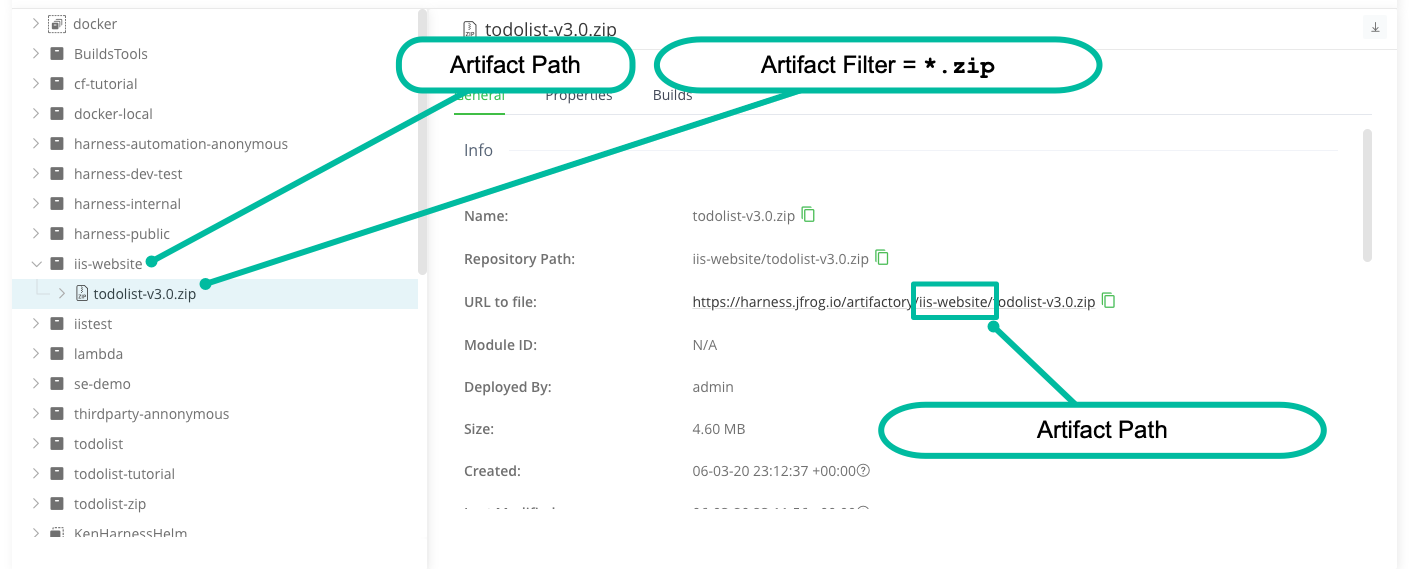 docker
BuildsTools
cf-tutorial
docker-local
harness-automation-anonymous
harness-dev-test
harness-internal
harness-public
iis-website
todolist-v3.0.zip
iistest
lambda
se-demo
thirdparty-annonymous
todolist
todolist-tutorial
todolist-zip
KenHarnessHelm
todolist-v3.0.zip
Artifact Path
Artifact Filter = *.zip
General Properties Builds
Info
Name: todolist-v3.0.zip
Repository Path: iis-website/todolist-v3.0.zip
URL to file: https://harness.jfrog.io/artifactory/iis-website/todolist-v3.0.zip
Module ID: N/A
Deployed By: admin
Artifact Path
Size: 4.60 MB
Created: 06-03-20 23:12:37 +00:00